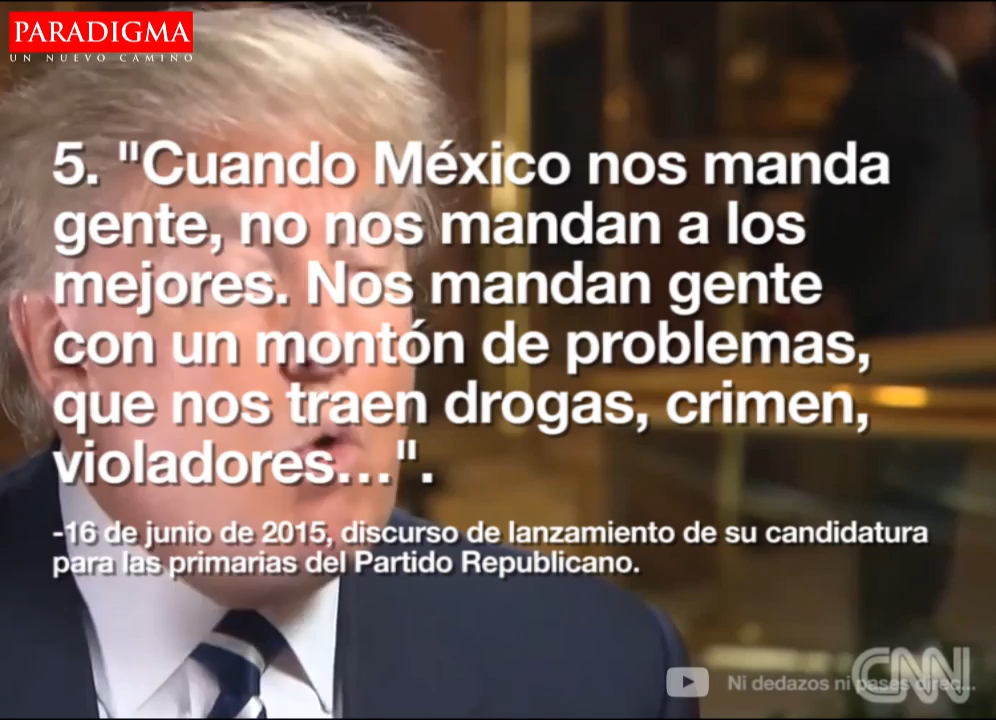 PARADIGMA
UN NUEVO CAMINO
5. "Cuando México nos manda
gente, no nos mandan a los
mejores. Nos mandan gente
con un montón de problemas,
que nos traen drogas, crimen,
violadores...".
-16 de junio de 2015, discurso de lanzamiento de su candidatura
para las primarias del Partido Republicano.
CNN
Ni dedazos ni pases direc...